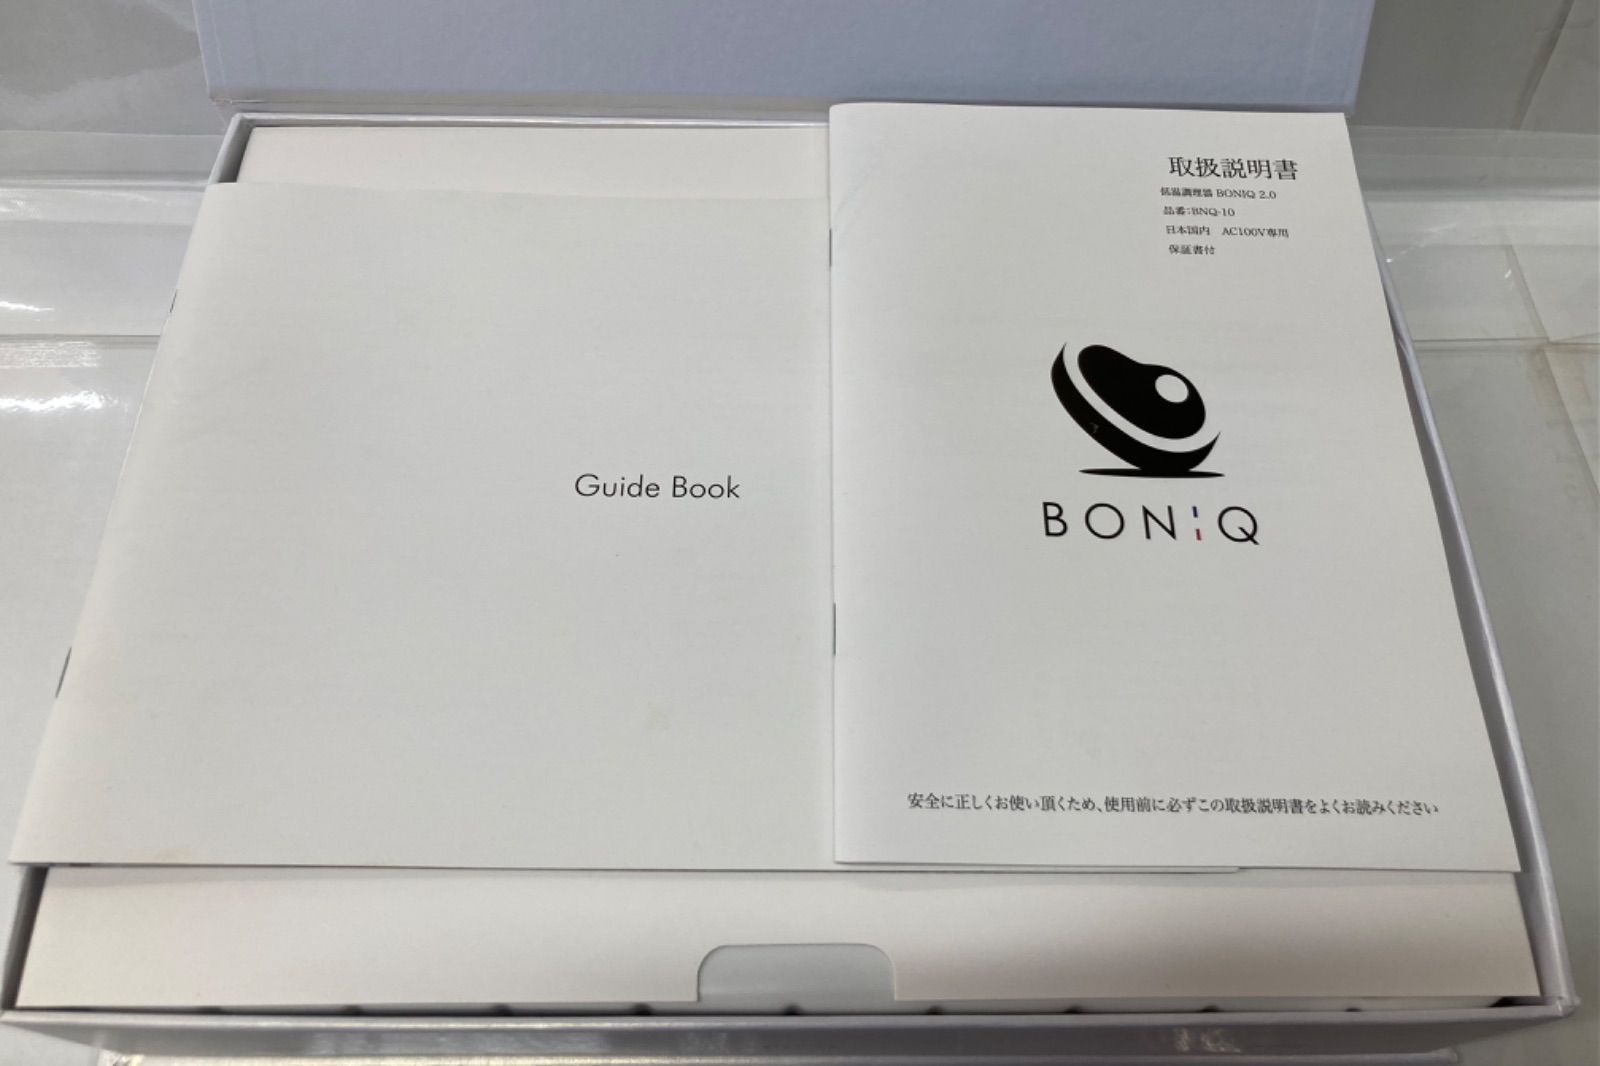 Guide Book
取扱説明書
低温調理器 BONIQ 2.0
品番:BNQ-10
日本国内 AC100V専用
保証書付
BONIQ
安全に正しくお使い頂くため、使用前に必ずこの取扱説明書をよくお読みください